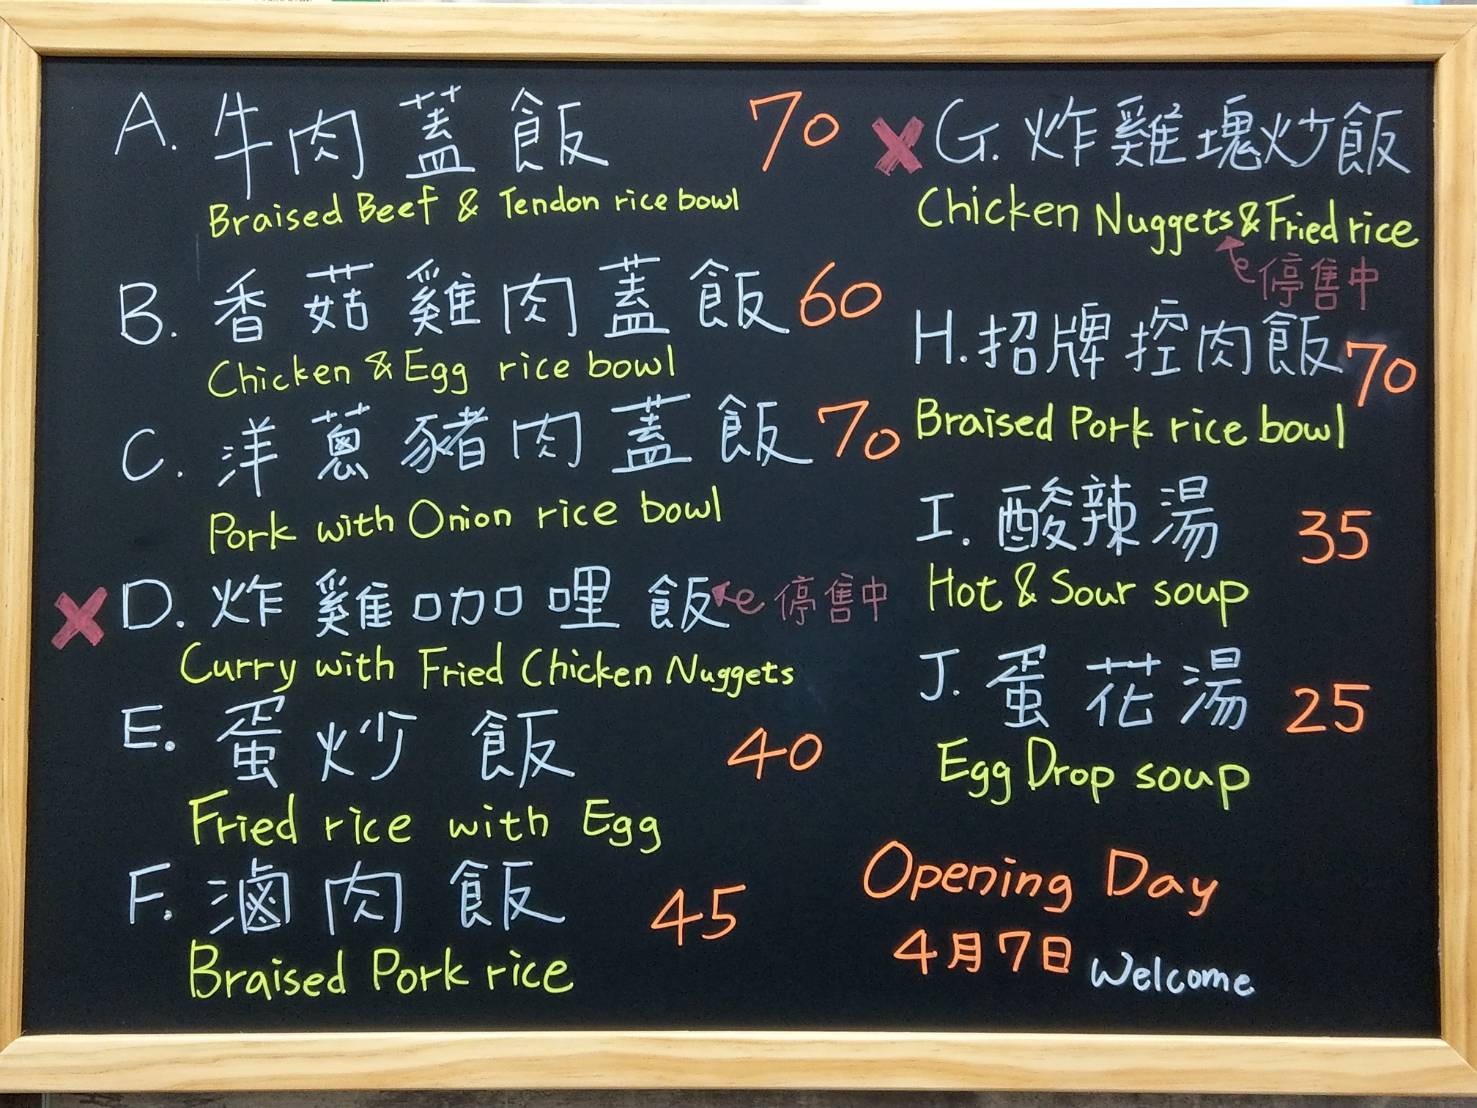 A. 牛肉蓋飯 70
Braised Beef & Tendon rice bowl
B. 香菇雞肉蓋飯 60
Chicken & Egg rice bowl
C. 洋蔥豬肉蓋飯 70
Pork with Onion rice bowl
X D. 炸雞咖哩飯 停售中
Curry with Fried Chicken Nuggets
E. 蛋炒飯 40
Fried rice with Egg
F. 滷肉飯 45
Braised Pork rice
X G. 炸雞塊炒飯
Chicken Nuggets & Fried rice
停售中
H. 招牌控肉飯 70
Braised Pork rice bowl
I. 酸辣湯 35
Hot & Sour soup
J. 蛋花湯 25
Egg Drop soup
Opening Day
4月7日 Welcome